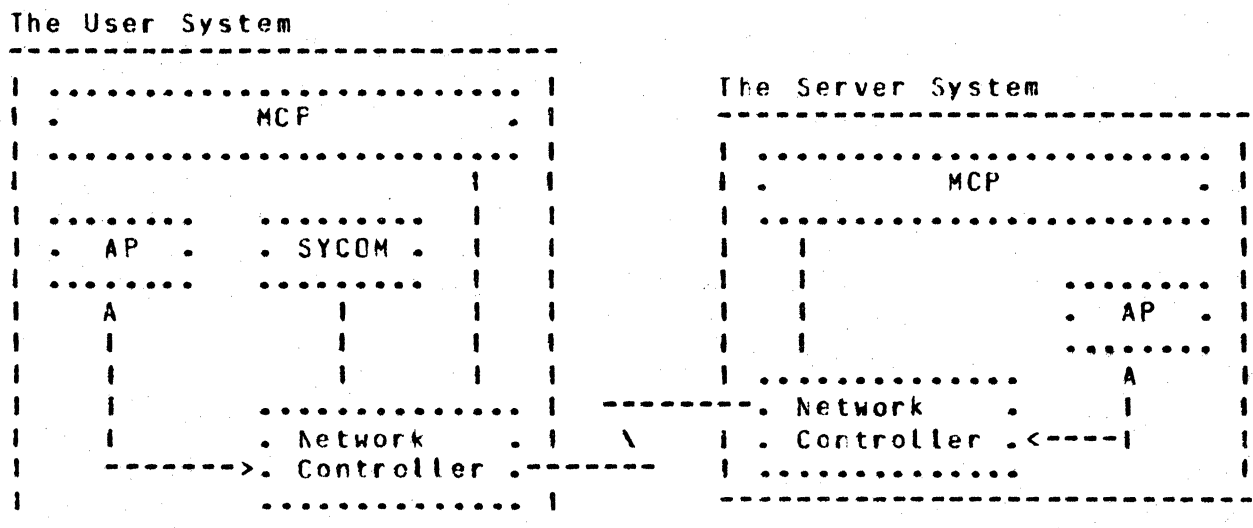 The User System
MCP
AP
SYCOM
A
Network
Controller
The Server System
MCP
AP
A
Network
Controller